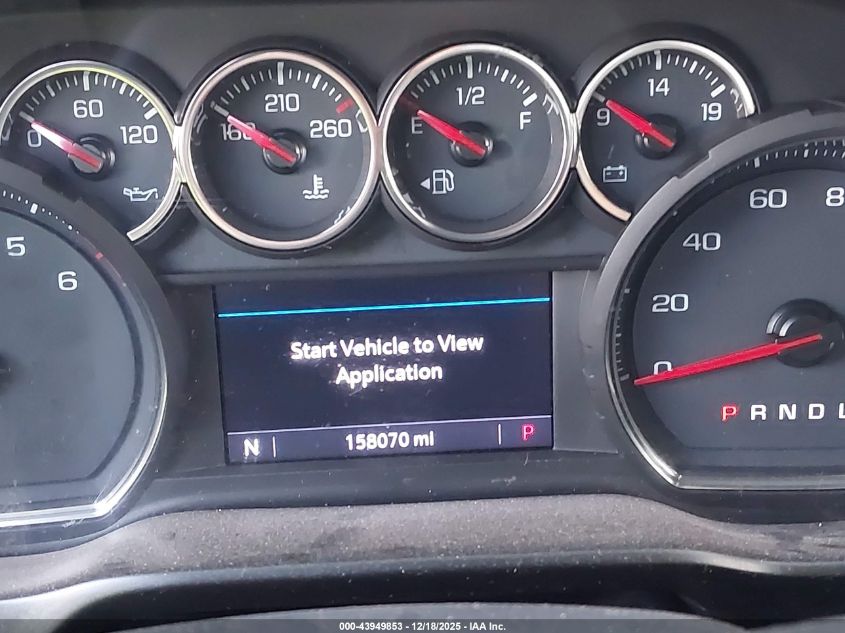 0 60 120
160 210 260
E 1/2 F
9 14 19
5
6
0 20 40 60 8
Start Vehicle to View
Application
N 158070 mi P
P R N D L
000-43949853 - 12/18/2025 - IAA Inc.